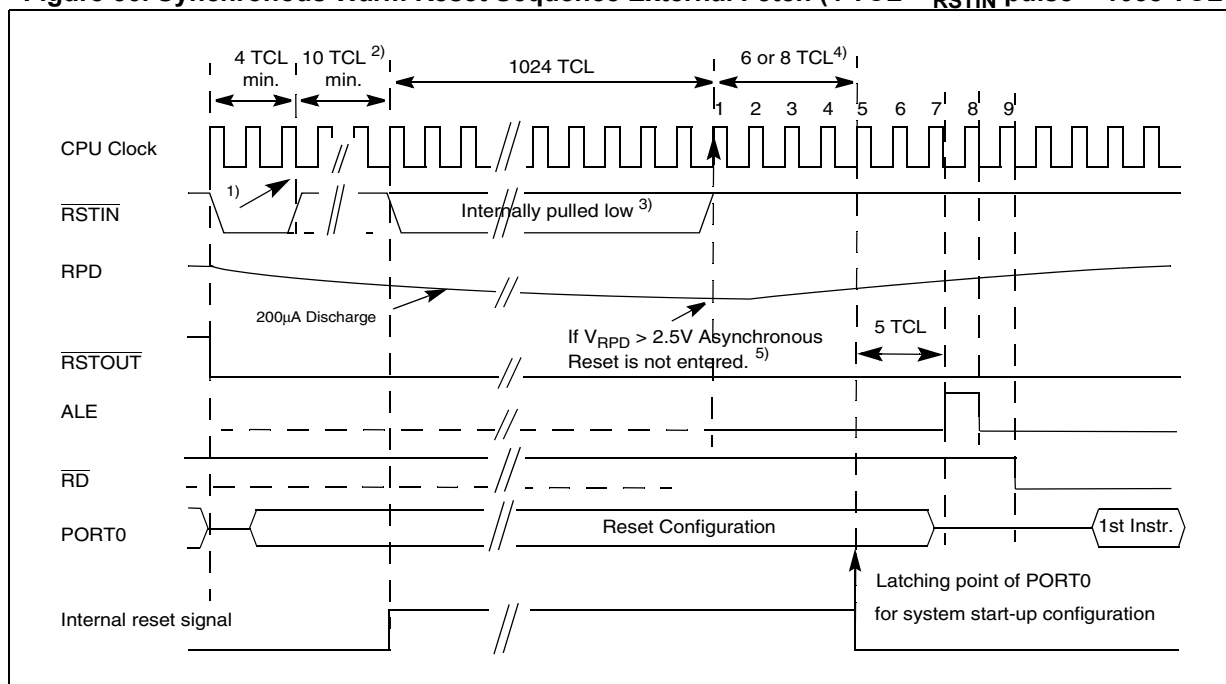 4 TCL min.
10 TCL 2) min.
1024 TCL
6 or 8 TCL 4)
1 2 3 4 5 6 7 8 9
CPU Clock
1)
RSTIN
Internally pulled low 3)
RPD
200µA Discharge
If VRPD > 2.5V Asynchronous
Reset is not entered. 5)
5 TCL
RSTOUT
ALE
RD
PORT0
Reset Configuration
1st Instr.
Latching point of PORT0
for system start-up configuration
Internal reset signal